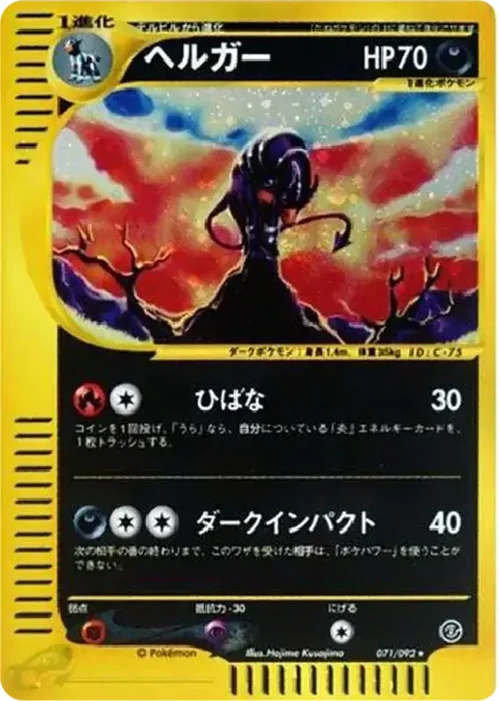 1進化
デルビルから進化
ヘルガー
HP70
1進化ポケモン
ダークポケモン：身長1.4m、体重35kg ID：C-75
ひばな
30
コインを1回投げ、「うら」なら、自分についている「炎」エネルギーカードを、
1枚トラッシュする。
ダークインパクト
40
次の相手の番の終わりまで、このワザを受けた相手は、「ポケパワー」を使うことが
できない。
弱点
抵抗力-30
にげる
© Pokémon
Illus.Hajime Kusajima
071/092★